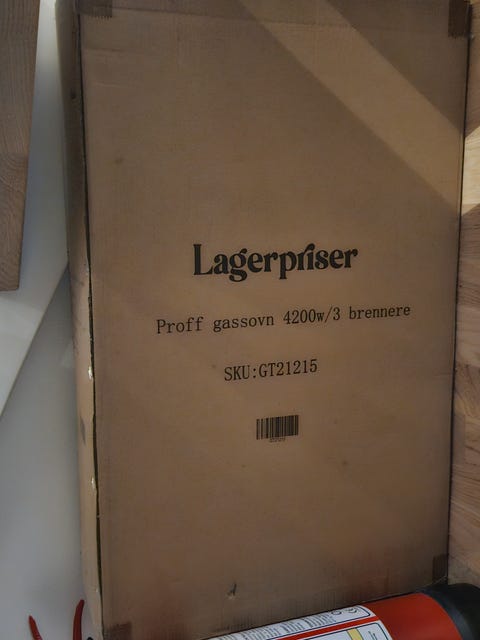 Lagerpriser
Proff gassovn 4200w/3 brennere
SKU:GT21215